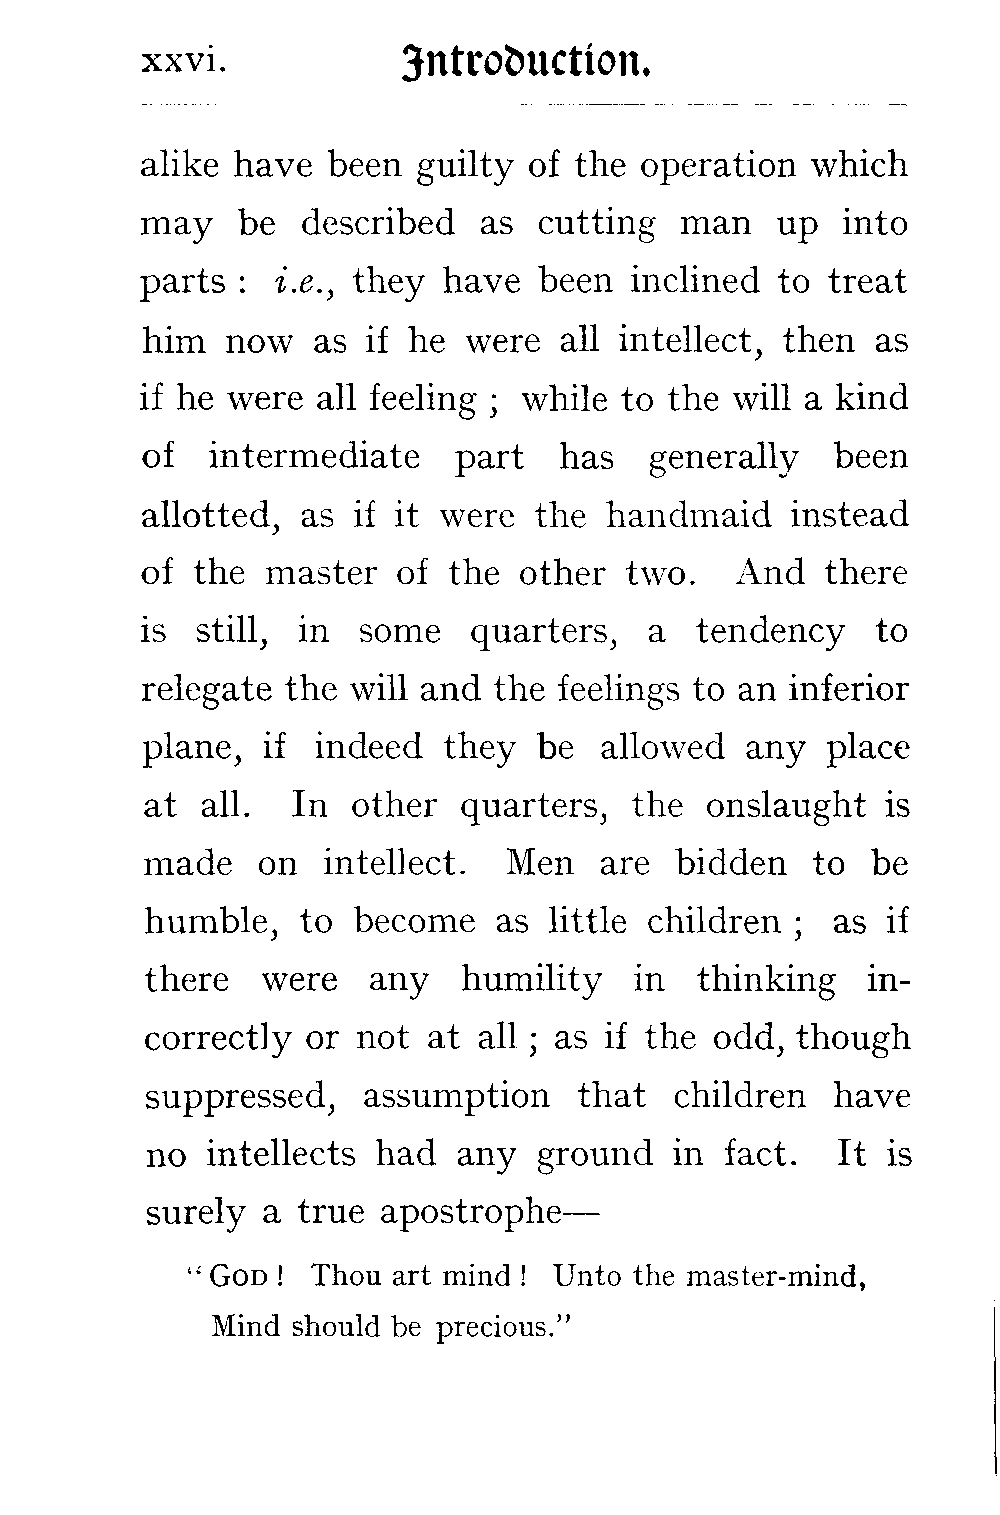 xxvi. Introduction.
alike have been guilty of the operation which
may be described as cutting man up into
parts : i.e., they have been inclined to treat
him now as if he were all intellect, then as
if he were all feeling ; while to the will a kind
of intermediate part has generally been
allotted, as if it were the handmaid instead
of the master of the other two. And there
is still, in some quarters, a tendency to
relegate the will and the feelings to an inferior
plane, if indeed they be allowed any place
at all. In other quarters, the onslaught is
made on intellect. Men are bidden to be
humble, to become as little children ; as if
there were any humility in thinking in-
correctly or not at all ; as if the odd, though
suppressed, assumption that children have
no intellects had any ground in fact. It is
surely a true apostrophe—
“GOD ! Thou art mind ! Unto the master-mind,
Mind should be precious.”